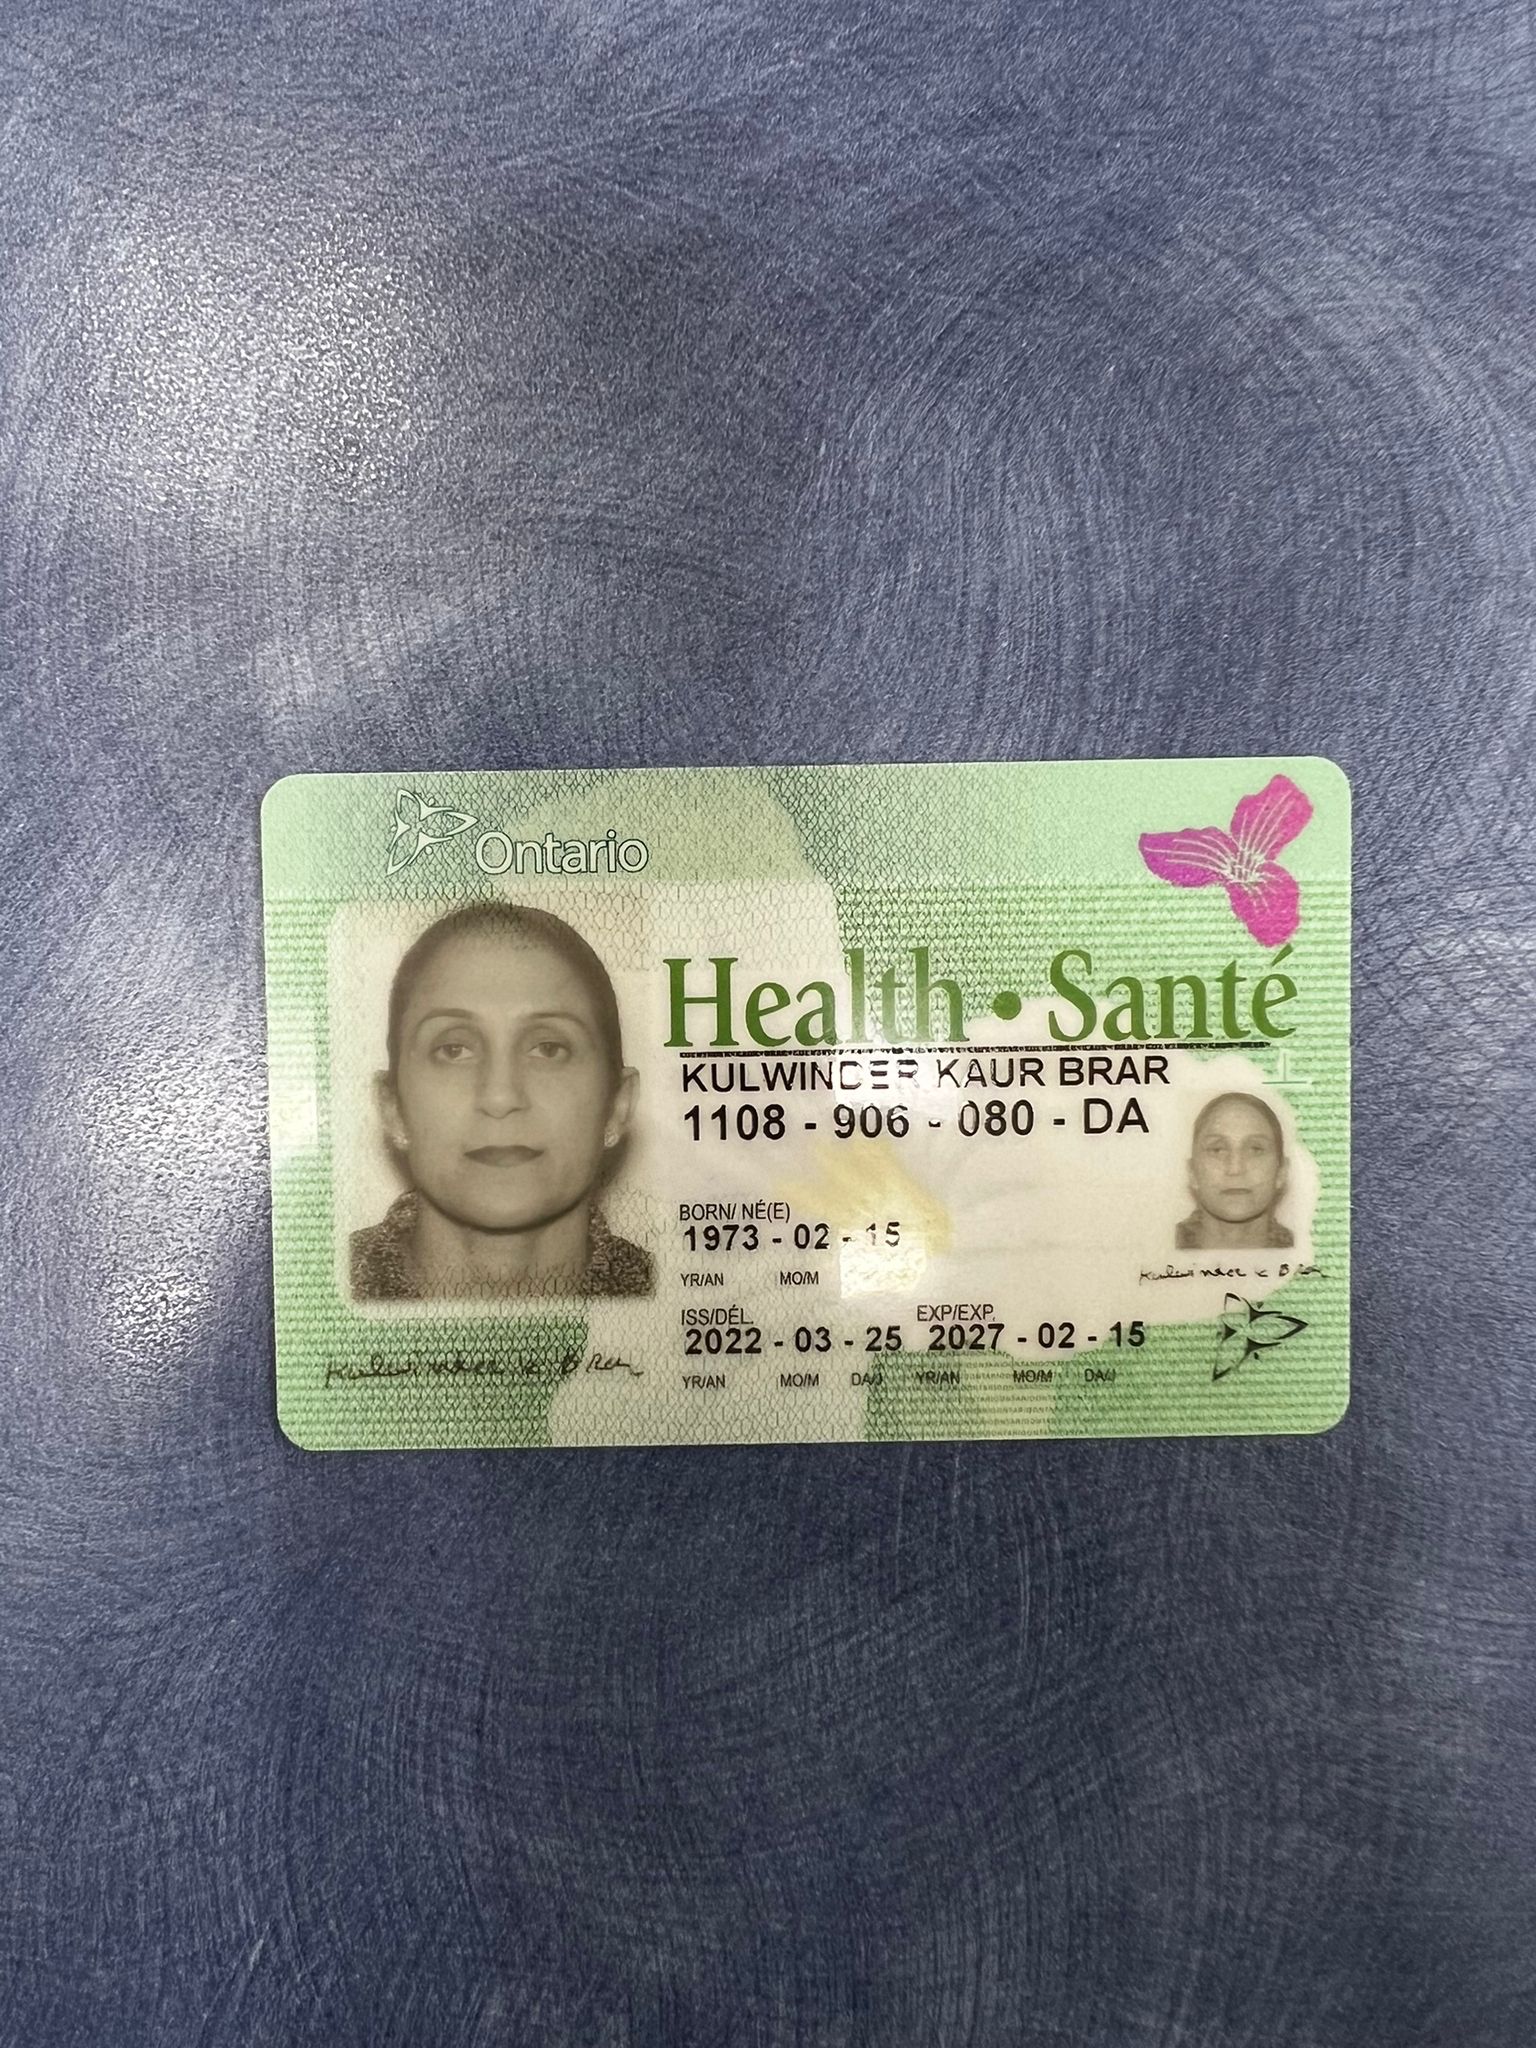 Ontario
Health • Santé
KULWINDER KAUR BRAR
1108 - 906 - 080 - DA
BORN/ NÉ(E)
1973 - 02 - 15
YR/AN MO/M
ISS/DÉL. EXP/EXP.
2022 - 03 - 25 2027 - 02 - 15
YR/AN MO/M DA/J YR/AN MO/M DA/J
Kulwinder K Brar
Kulwinder K Brar